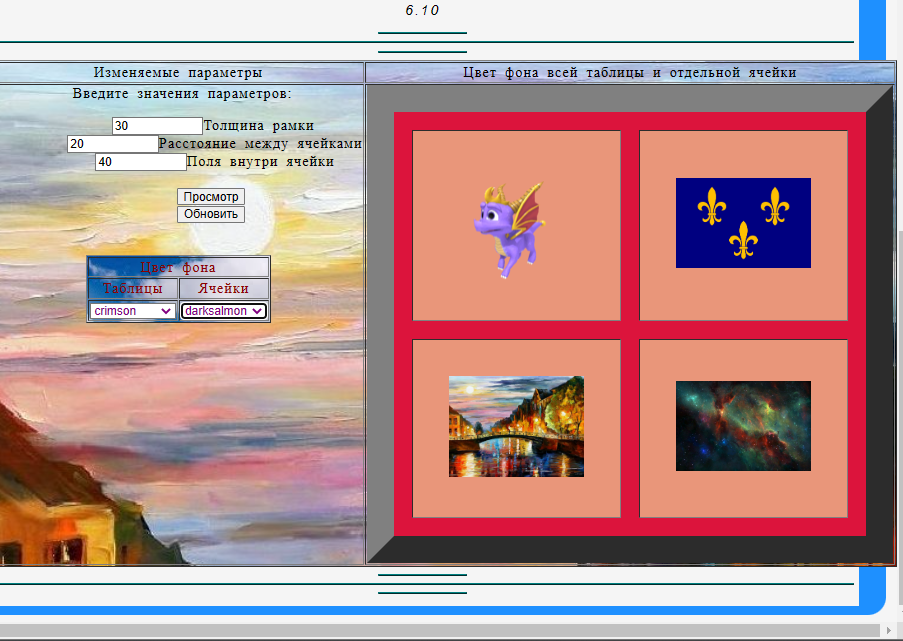 6.10
Изменяемые параметры
Цвет фона всей таблицы и отдельной ячейки
Введите значения параметров:
30 Толщина рамки
20 Расстояние между ячейками
40 Поля внутри ячейки
Просмотр
Обновить
Цвет фона
Таблицы Ячейки
crimson darksalmon